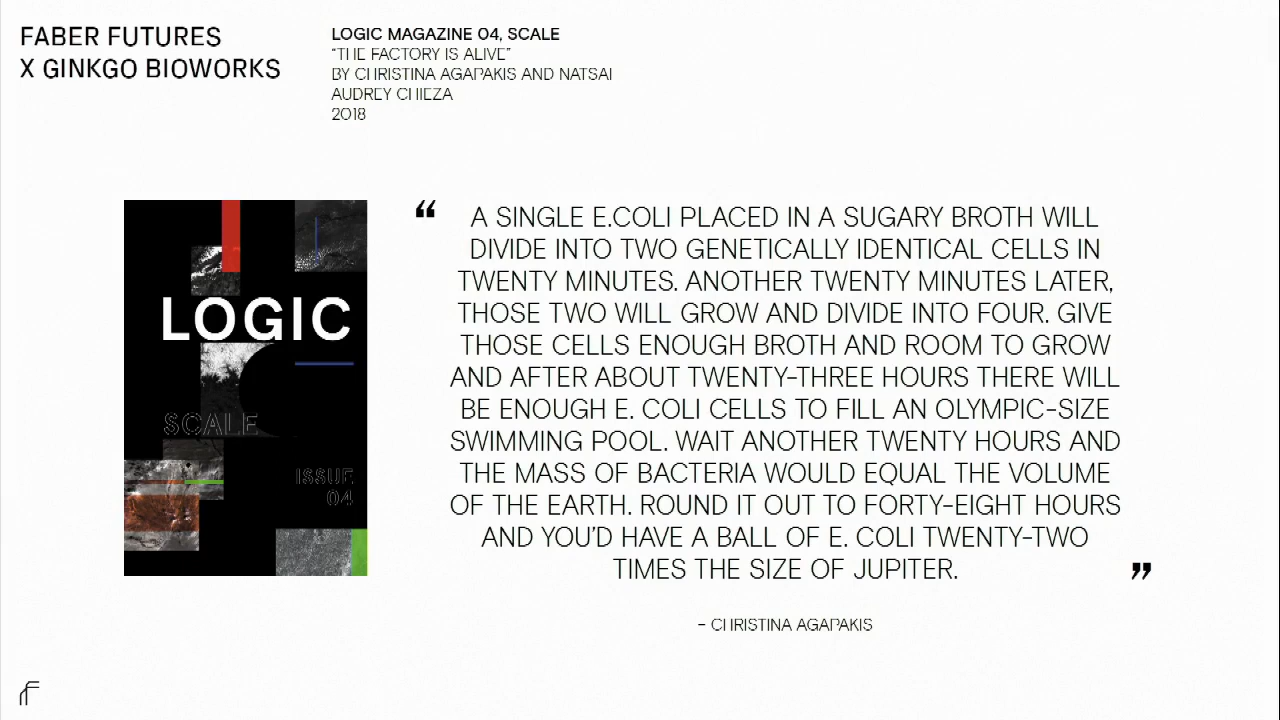 FABER FUTURES
X GINKGO BIOWORKS
LOGIC MAGAZINE 04, SCALE
“THE FACTORY IS ALIVE”
BY CHRISTINA AGAPAKIS AND NATSAI
AUDREY CHIEZA
2018
LOGIC
SCALE
ISSUE
04
“ A SINGLE E.COLI PLACED IN A SUGARY BROTH WILL
DIVIDE INTO TWO GENETICALLY IDENTICAL CELLS IN
TWENTY MINUTES. ANOTHER TWENTY MINUTES LATER,
THOSE TWO WILL GROW AND DIVIDE INTO FOUR. GIVE
THOSE CELLS ENOUGH BROTH AND ROOM TO GROW
AND AFTER ABOUT TWENTY-THREE HOURS THERE WILL
BE ENOUGH E. COLI CELLS TO FILL AN OLYMPIC-SIZE
SWIMMING POOL. WAIT ANOTHER TWENTY HOURS AND
THE MASS OF BACTERIA WOULD EQUAL THE VOLUME
OF THE EARTH. ROUND IT OUT TO FORTY-EIGHT HOURS
AND YOU’D HAVE A BALL OF E. COLI TWENTY-TWO
TIMES THE SIZE OF JUPITER. ”
– CHRISTINA AGAPAKIS